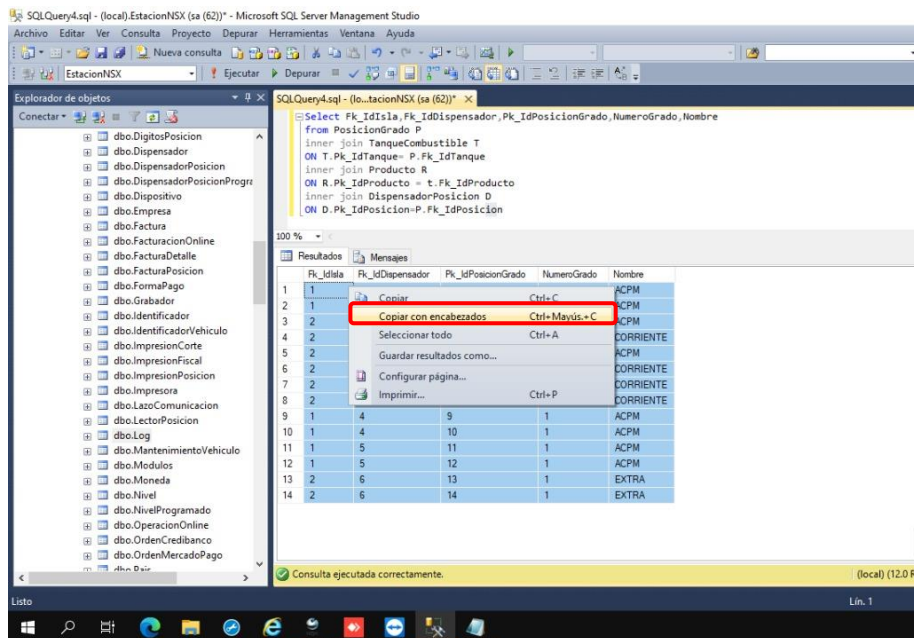 SQLQuery4.sql - (local).EstacionNSX (sa (62))* - Microsoft SQL Server Management Studio
Archivo Editar Ver Consulta Proyecto Depurar Herramientas Ventana Ayuda
Nueva consulta
EstacionNSX Ejecutar Depurar
Explorador de objetos
Conectar
dbo.DigitosPosicion
dbo.Dispensador
dbo.DispensadorPosicion
dbo.DispensadorPosicionProgra
dbo.Dispositivo
dbo.Empresa
dbo.Factura
dbo.FacturacionOnline
dbo.FacturaDetalle
dbo.FacturaPosicion
dbo.FormaPago
dbo.Grabador
dbo.Identificador
dbo.IdentificadorVehiculo
dbo.ImpresionCorte
dbo.ImpresionFiscal
dbo.ImpresionPosicion
dbo.Impresora
dbo.LazoComunicacion
dbo.LectorPosicion
dbo.Log
dbo.MantenimientoVehiculo
dbo.Modulos
dbo.Moneda
dbo.Nivel
dbo.NivelProgramado
dbo.OperacionOnline
dbo.OrdenCredibanco
dbo.OrdenMercadoPago
dbo.Pais
SQLQuery4.sql - (lo...tacionNSX (sa (62))*
Select Fk_IdIsla,Fk_IdDispensador,Pk_IdPosicionGrado,NumeroGrado,Nombre
from PosicionGrado P
inner join TanqueCombustible T
ON T.Pk_IdTanque= P.Fk_IdTanque
inner join Producto R
ON R.Pk_IdProducto = t.Fk_IdProducto
inner join DispensadorPosicion D
ON D.Pk_IdPosicion=P.Fk_IdPosicion
100 %
Resultados Mensajes
Fk_IdIsla Fk_IdDispensador Pk_IdPosicionGrado NumeroGrado Nombre
1 1 ACPM
2 1 ACPM
3 2 ACPM
4 2 CORRIENTE
5 2 ACPM
6 2 CORRIENTE
7 2 CORRIENTE
8 2 CORRIENTE
9 1 4 9 1 ACPM
10 1 4 10 1 ACPM
11 1 5 11 1 ACPM
12 1 5 12 1 ACPM
13 2 6 13 1 EXTRA
14 2 6 14 1 EXTRA
Copiar Ctrl+C
Copiar con encabezados Ctrl+Mayús.+C
Seleccionar todo Ctrl+A
Guardar resultados como...
Configurar página...
Imprimir... Ctrl+P
Consulta ejecutada correctamente. (local) (12.0 R
Listo Lín. 1